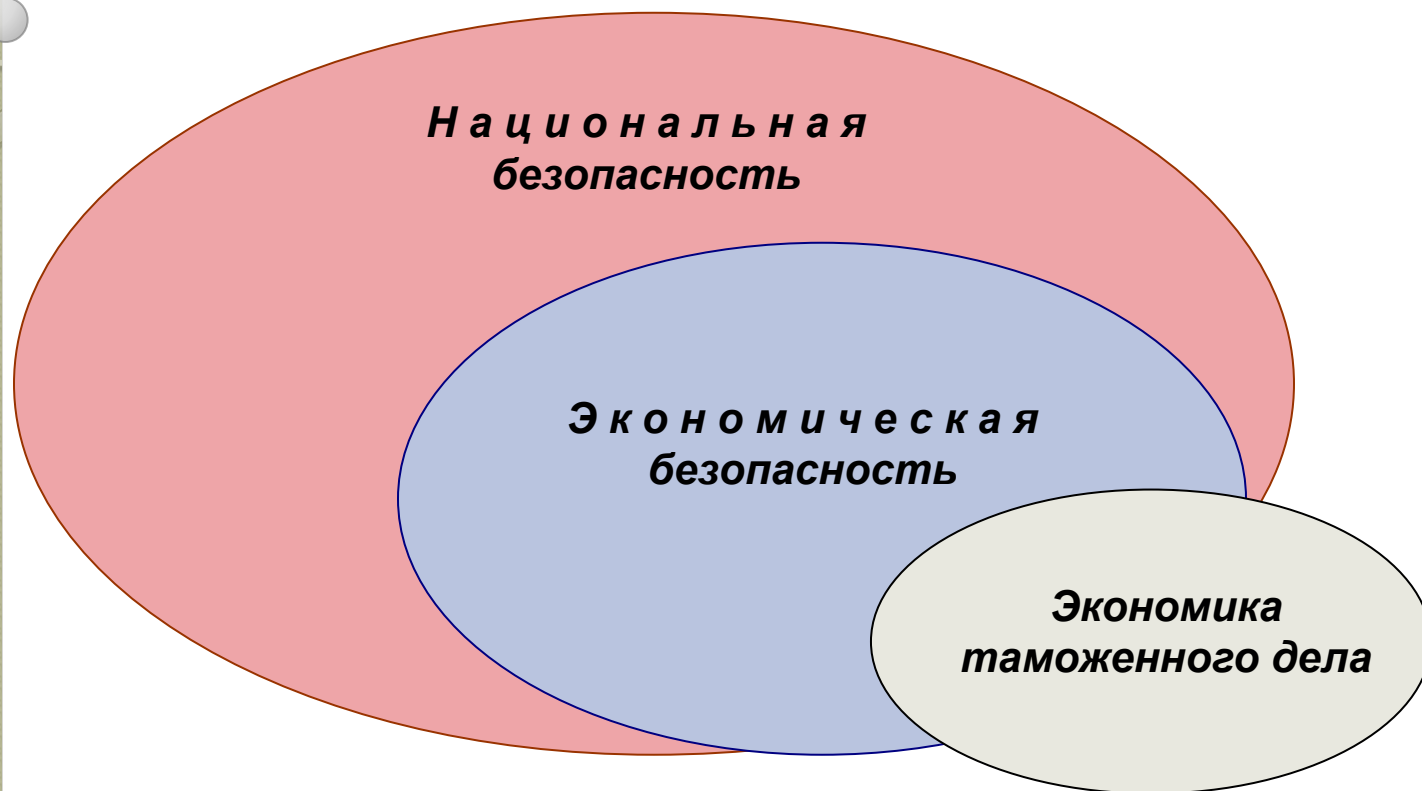 Н а ц и о н а л ь н а я
безопасность
Э к о н о м и ч е с к а я
безопасность
Экономика
таможенного дела